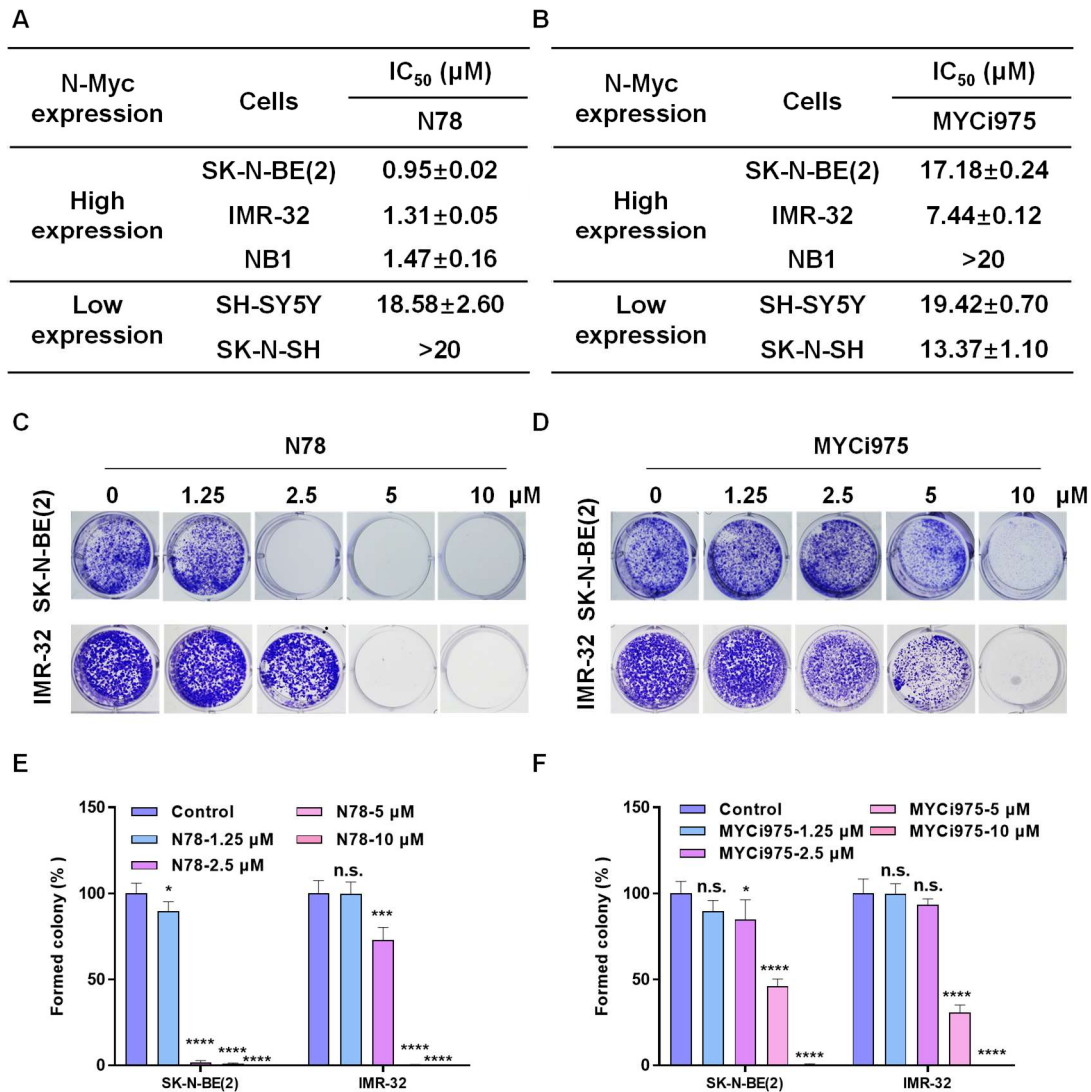 A
N-Myc expression Cells IC50 (μM)
N78
High expression SK-N-BE(2) 0.95±0.02
IMR-32 1.31±0.05
NB1 1.47±0.16
Low expression SH-SY5Y 18.58±2.60
SK-N-SH >20
B
N-Myc expression Cells IC50 (μM)
MYCi975
High expression SK-N-BE(2) 17.18±0.24
IMR-32 7.44±0.12
NB1 >20
Low expression SH-SY5Y 19.42±0.70
SK-N-SH 13.37±1.10
C
N78
0 1.25 2.5 5 10 μM
SK-N-BE(2)
IMR-32
D
MYCi975
0 1.25 2.5 5 10 μM
SK-N-BE(2)
IMR-32
E
Formed colony (% )
150
100
50
0
Control
N78-1.25 μM
N78-2.5 μM
N78-5 μM
N78-10 μM
* **** **** ****
n.s. *** **** ****
SK-N-BE(2) IMR-32
F
Formed colony (% )
150
100
50
0
Control
MYCi975-1.25 μM
MYCi975-2.5 μM
MYCi975-5 μM
MYCi975-10 μM
n.s. * **** ****
n.s. n.s. **** ****
SK-N-BE(2) IMR-32